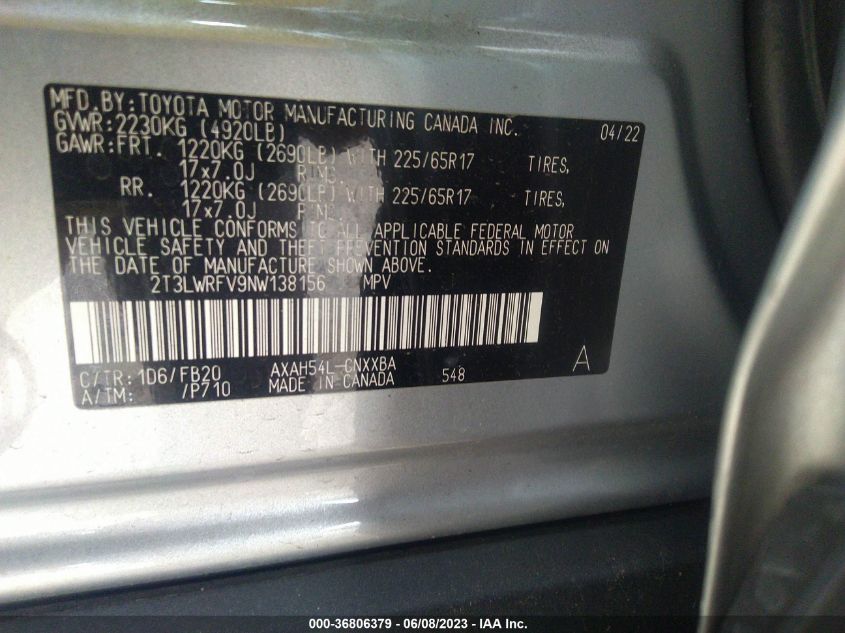 MFD.BY:TOYOTA MOTOR MANUFACTURING CANADA INC. 04/22
GVWR:2230KG (4920LB)
GAWR:FRT. 1220KG (2690LB) WITH 225/65R17 TIRES,
17x7.0J RIMS
RR. 1220KG (2690LB) WITH 225/65R17 TIRES,
17x7.0J RIMS
THIS VEHICLE CONFORMS TO ALL APPLICABLE FEDERAL MOTOR
VEHICLE SAFETY AND THEFT PREVENTION STANDARDS IN EFFECT ON
THE DATE OF MANUFACTURE SHOWN ABOVE.
2T3LWRFV9NW138156 MPV
C/TR:1D6/FB20 AXAH54L-CNXXBA 548 A
A/TM: /P710 MADE IN CANADA
000-36806379 - 06/08/2023 - IAA Inc.